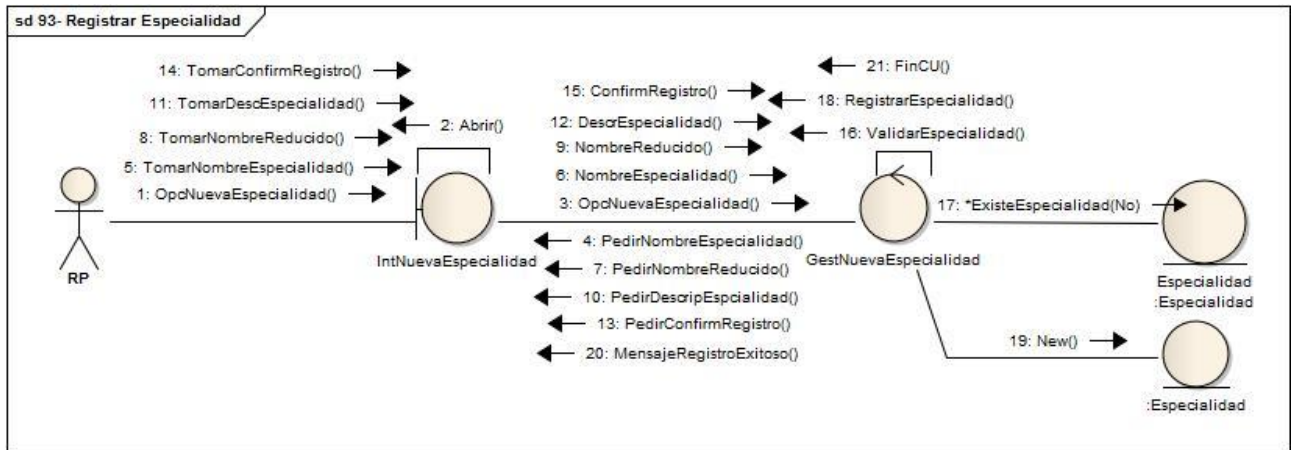 sd 93- Registrar Especialidad
14: TomarConfirmRegistro()
11: TomarDescEspecialidad()
8: TomarNombreReducido()
5: TomarNombreEspecialidad()
1: OpcNuevaEspecialidad()
2: Abrir()
15: ConfirmRegistro()
12: DescrEspecialidad()
9: NombreReducido()
6: NombreEspecialidad()
3: OpcNuevaEspecialidad()
21: FinCU()
18: RegistrarEspecialidad()
16: ValidarEspecialidad()
17: *ExisteEspecialidad(No)
RP
IntNuevaEspecialidad
4: PedirNombreEspecialidad()
7: PedirNombreReducido()
10: PedirDescripEspcialidad()
13: PedirConfirmRegistro()
20: MensajeRegistroExitoso()
GestNuevaEspecialidad
Especialidad
:Especialidad
19: New()
:Especialidad